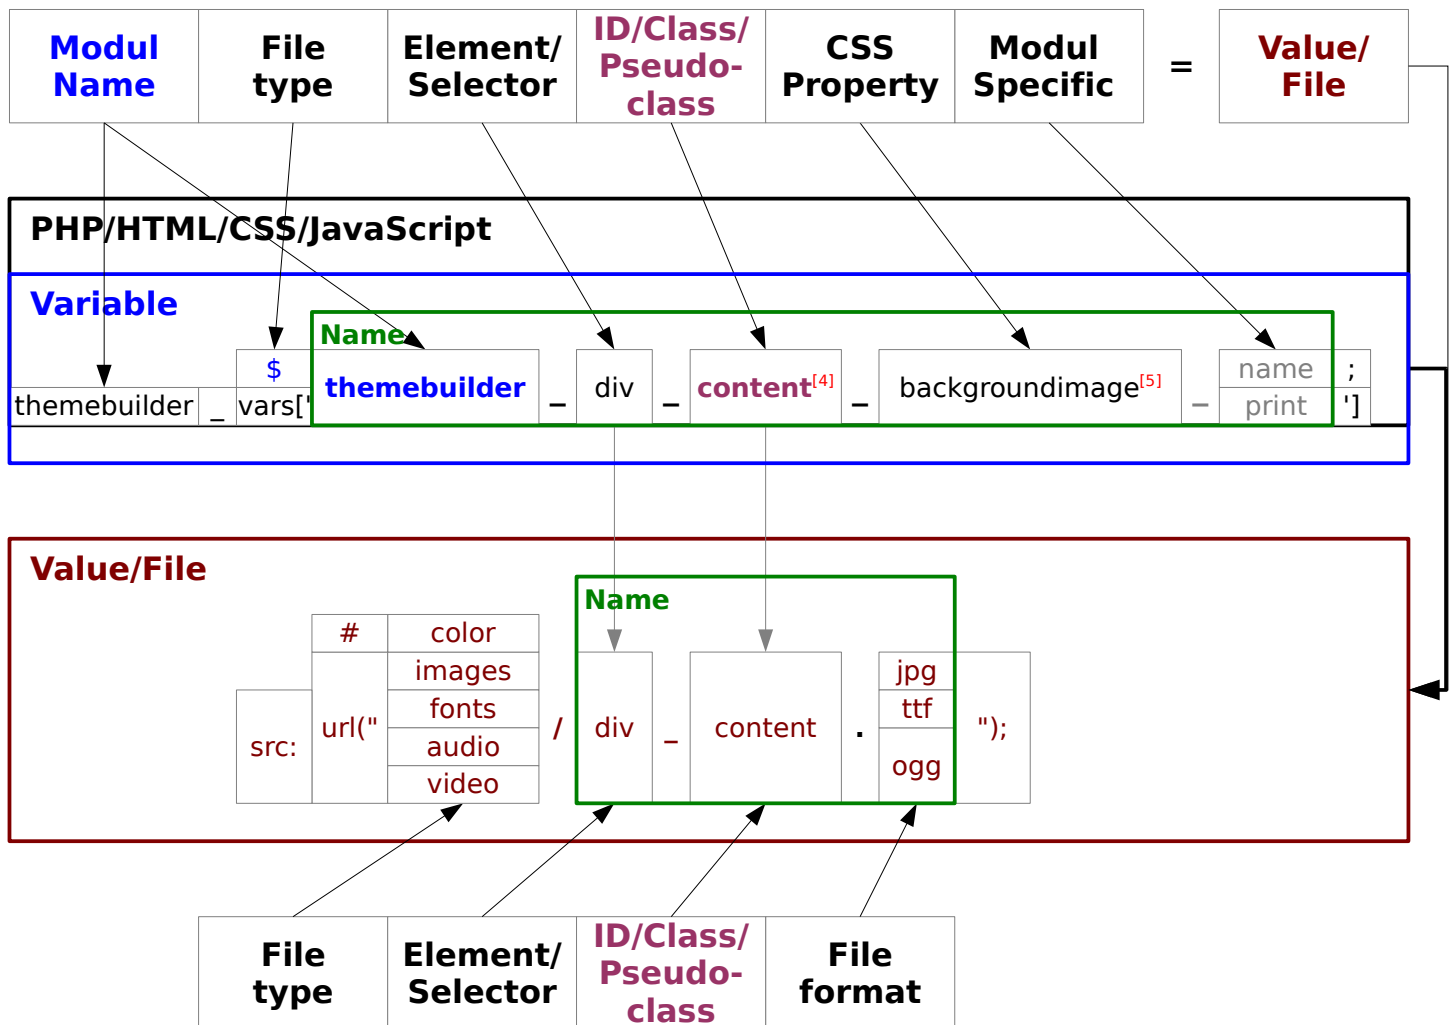 Modul
Name
File
type
Element/
Selector
ID/Class/
Pseudo-
class
CSS
Property
Modul
Specific
=
Value/
File
PHP/HTML/CSS/JavaScript
Variable
Name
$
themebuilder _ vars['
themebuilder _ div _ content[4] _ backgroundimage[5] _
name ;
print ']
Value/File
Name
# color
images
fonts
audio
video
src: url(" / div _ content .
jpg
ttf
ogg
");
File
type
Element/
Selector
ID/Class/
Pseudo-
class
File
format